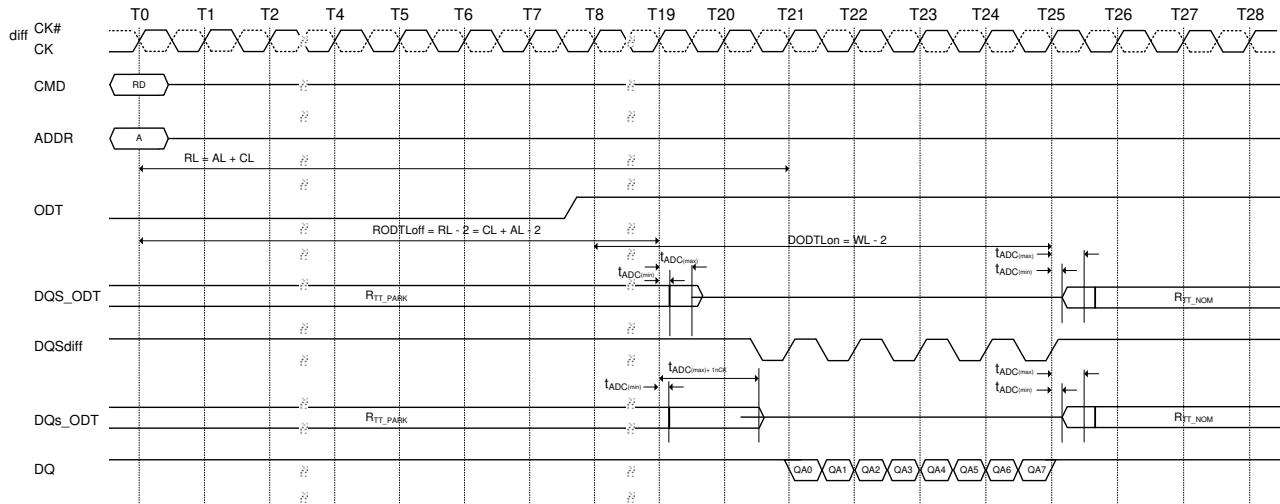 T0 T1 T2 T4 T5 T6 T7 T8 T19 T20 T21 T22 T23 T24 T25 T26 T27 T28
diff CK#
CK
CMD RD
ADDR A
RL = AL + CL
ODT
RODTLoff = RL - 2 = CL + AL - 2
DODTLon = WL - 2
tADC(max) tADC(max)
tADC(min) tADC(min)
DQS_ODT RTT_PARK RTT_NOM
DQSdiff
tADC(max)+ 1nCK tADC(max)
tADC(min) tADC(min)
DQs_ODT RTT_PARK RTT_NOM
DQ QA0 QA1 QA2 QA3 QA4 QA5 QA6 QA7